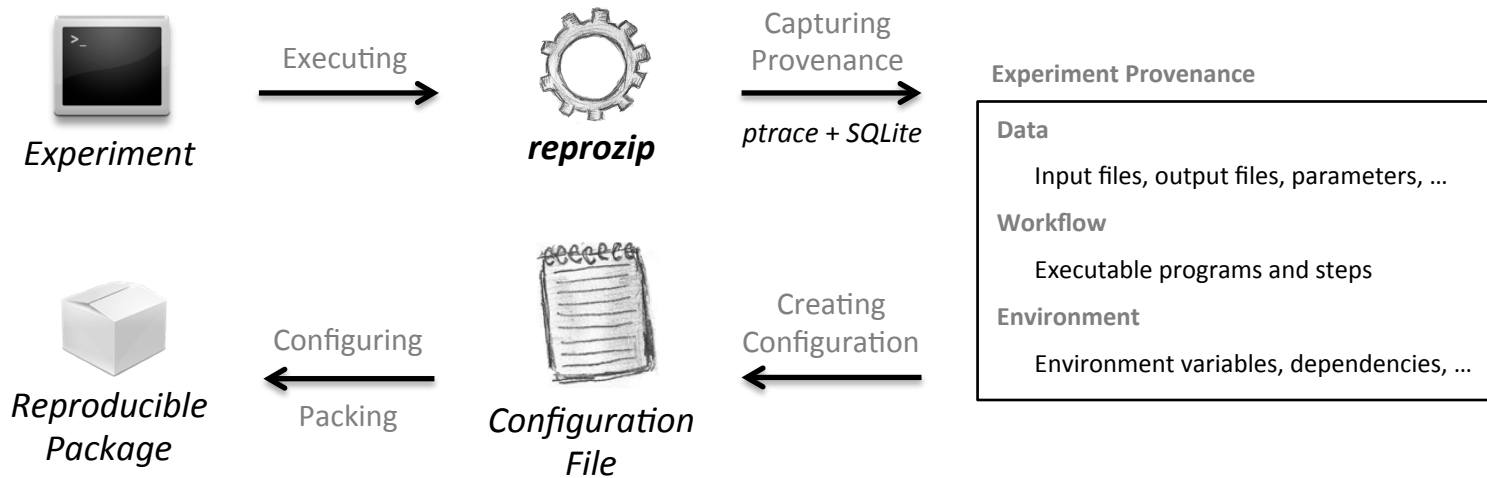 >_
Experiment
Executing
reprozip
Capturing
Provenance
ptrace + SQLite
Experiment Provenance
Data
Input files, output files, parameters, …
Workflow
Executable programs and steps
Environment
Environment variables, dependencies, …
Creating
Configuration
Configuration
File
Configuring
Packing
Reproducible
Package